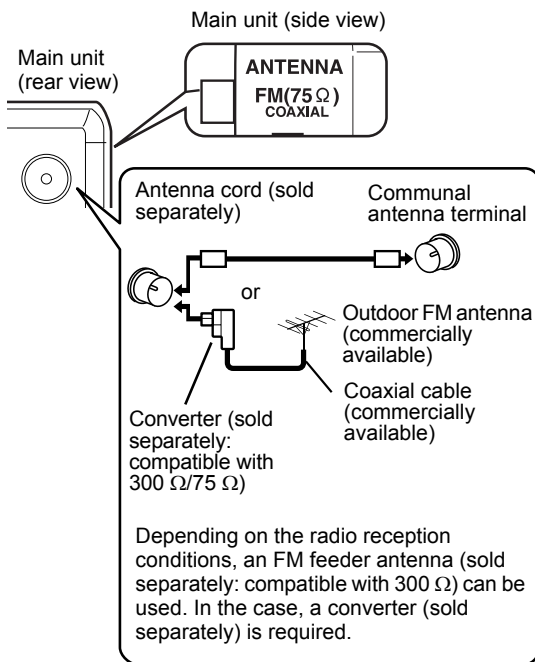 Main unit (side view)
Main unit
(rear view)
ANTENNA
FM(75Ω)
COAXIAL
Antenna cord (sold
separately)
Communal
antenna terminal
or
Outdoor FM antenna
(commercially
available)
Coaxial cable
(commercially
available)
Converter (sold
separately:
compatible with
300 Ω/75 Ω)
Depending on the radio reception
conditions, an FM feeder antenna (sold
separately: compatible with 300 Ω) can be
used. In the case, a converter (sold
separately) is required.